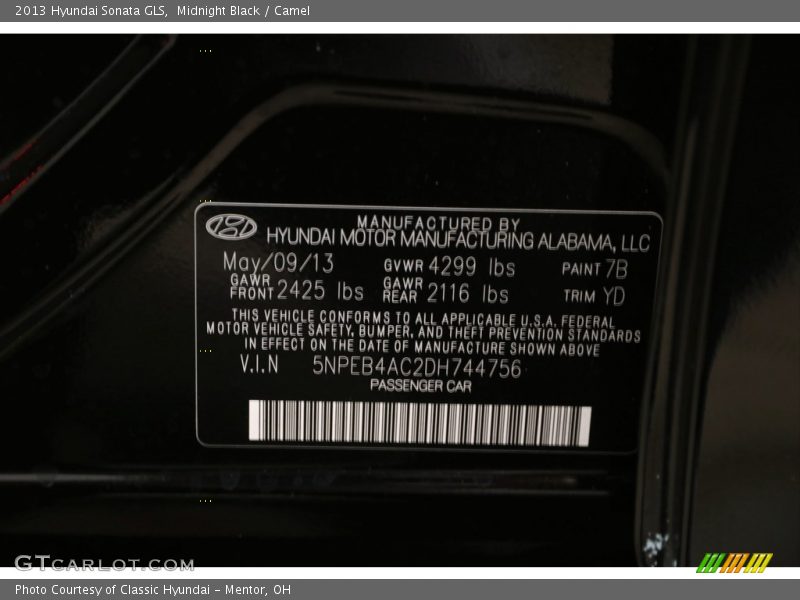 2013 Hyundai Sonata GLS,  Midnight Black / Camel
MANUFACTURED BY
HYUNDAI MOTOR MANUFACTURING ALABAMA, LLC
May/09/13 GVWR 4299 lbs PAINT 7B
GAWR FRONT 2425 lbs GAWR REAR 2116 lbs TRIM YD
THIS VEHICLE CONFORMS TO ALL APPLICABLE U.S.A. FEDERAL
MOTOR VEHICLE SAFETY, BUMPER, AND THEFT PREVENTION STANDARDS
IN EFFECT ON THE DATE OF MANUFACTURE SHOWN ABOVE
V.I.N 5NPEB4AC2DH744756
PASSENGER CAR
GTCARLOT.COM
Photo Courtesy of Classic Hyundai - Mentor, OH